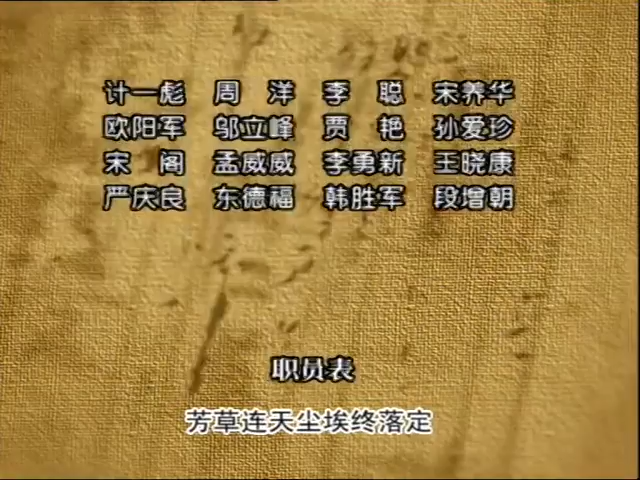 计一彪 周洋 李聪 宋养华
欧阳军 邬立峰 贾艳 孙爱珍
宋阁 孟威威 李勇新 王晓康
严庆良 东德福 韩胜军 段增朝
职员表
芳草连天尘埃终落定